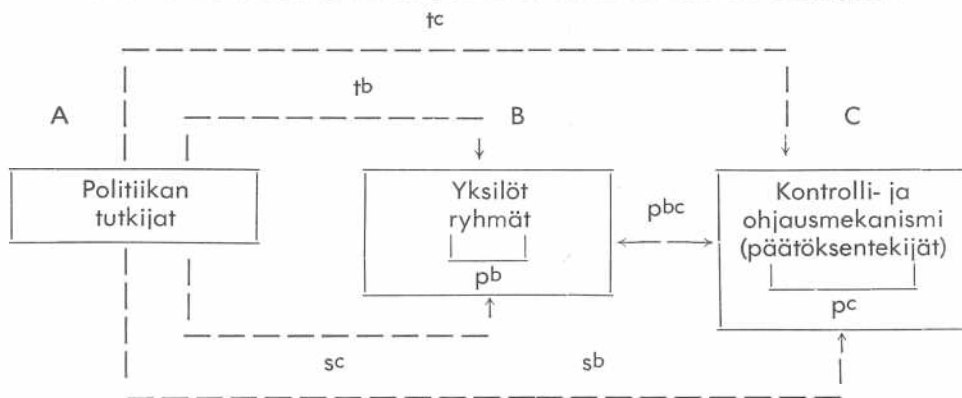 tc
tb
A
B
C
Politiikan
tutkijat
Yksilöt
ryhmät
pb
pbc
Kontrolli- ja
ohjausmekanismi
(päätöksentekijät)
pc
sc
sb